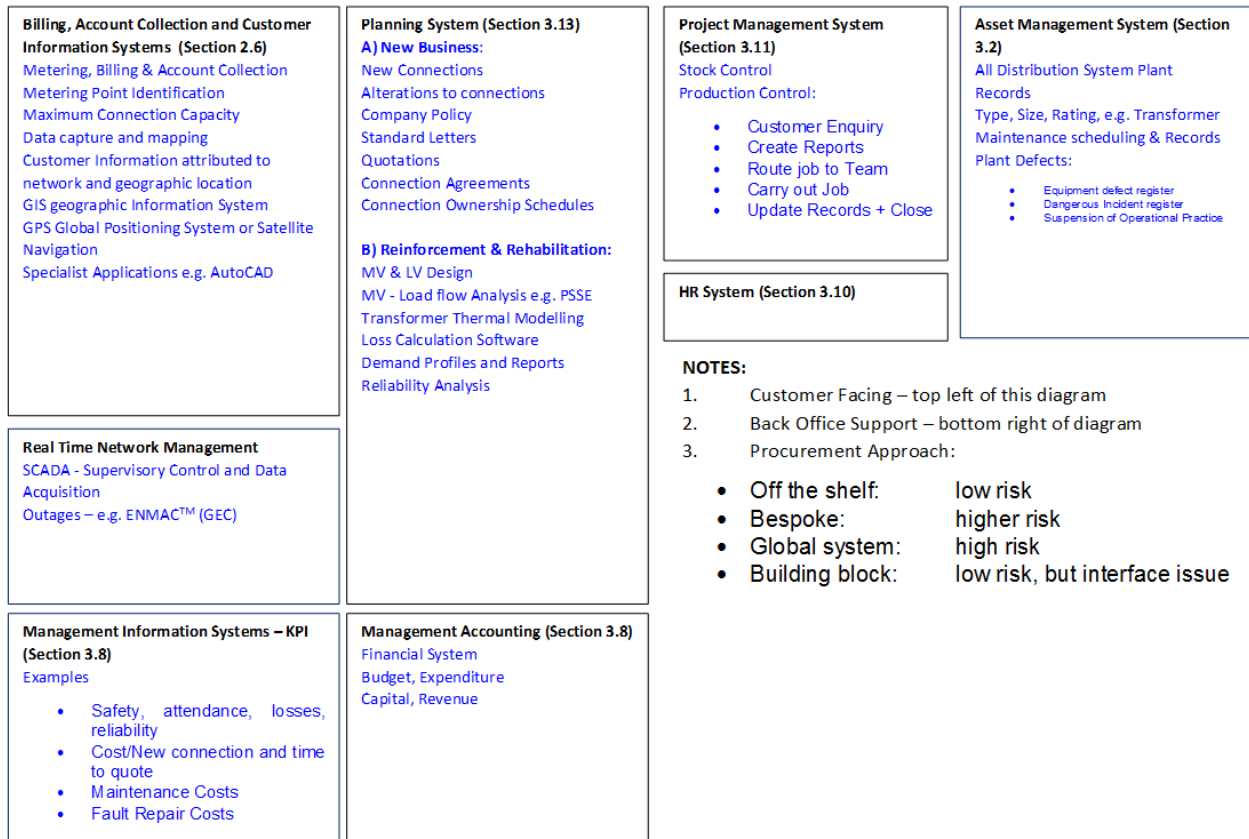 Billing, Account Collection and Customer
Information Systems (Section 2.6)
Metering, Billing & Account Collection
Metering Point Identification
Maximum Connection Capacity
Data capture and mapping
Customer Information attributed to
network and geographic location
GIS geographic Information System
GPS Global Positioning System or Satellite
Navigation
Specialist Applications e.g. AutoCAD
Real Time Network Management
SCADA - Supervisory Control and Data
Acquisition
Outages – e.g. ENMAC™ (GEC)
Management Information Systems – KPI
(Section 3.8)
Examples
• Safety, attendance, losses,
reliability
• Cost/New connection and time
to quote
• Maintenance Costs
• Fault Repair Costs
Planning System (Section 3.13)
A) New Business:
New Connections
Alterations to connections
Company Policy
Standard Letters
Quotations
Connection Agreements
Connection Ownership Schedules
B) Reinforcement & Rehabilitation:
MV & LV Design
MV - Load flow Analysis e.g. PSSE
Transformer Thermal Modelling
Loss Calculation Software
Demand Profiles and Reports
Reliability Analysis
Management Accounting (Section 3.8)
Financial System
Budget, Expenditure
Capital, Revenue
Project Management System
(Section 3.11)
Stock Control
Production Control:
• Customer Enquiry
• Create Reports
• Route job to Team
• Carry out Job
• Update Records + Close
HR System (Section 3.10)
Asset Management System (Section
3.2)
All Distribution System Plant
Records
Type, Size, Rating, e.g. Transformer
Maintenance scheduling & Records
Plant Defects:
• Equipment defect register
• Dangerous Incident register
• Suspension of Operational Practice
NOTES:
1. Customer Facing – top left of this diagram
2. Back Office Support – bottom right of diagram
3. Procurement Approach:
• Off the shelf: low risk
• Bespoke: higher risk
• Global system: high risk
• Building block: low risk, but interface issue